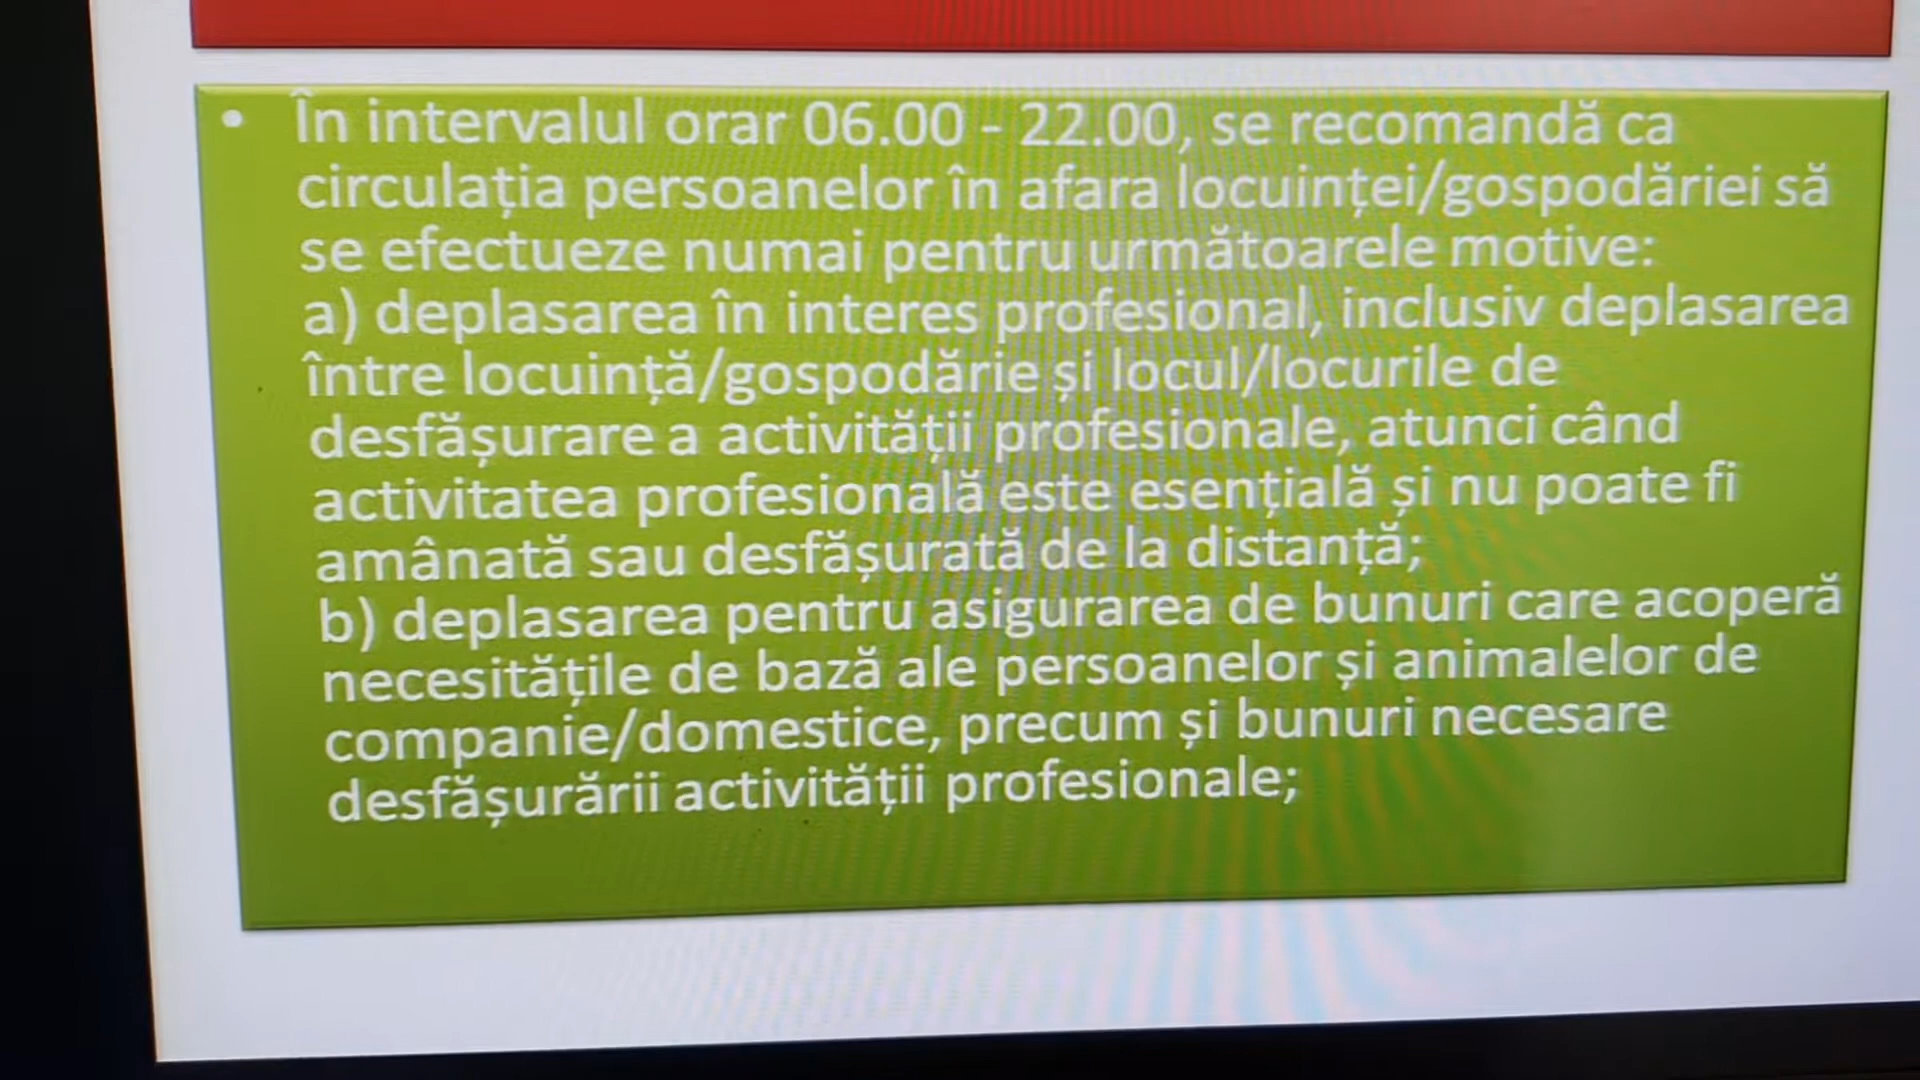 • În intervalul orar 06.00 - 22.00, se recomandă ca
circulația persoanelor în afara locuinței/gospodăriei să
se efectueze numai pentru următoarele motive:
a) deplasarea în interes profesional, inclusiv deplasarea
între locuință/gospodărie și locul/locurile de
desfășurare a activității profesionale, atunci când
activitatea profesională este esențială și nu poate fi
amânată sau desfășurată de la distanță;
b) deplasarea pentru asigurarea de bunuri care acoperă
necesitățile de bază ale persoanelor și animalelor de
companie/domestice, precum și bunuri necesare
desfășurării activității profesionale;